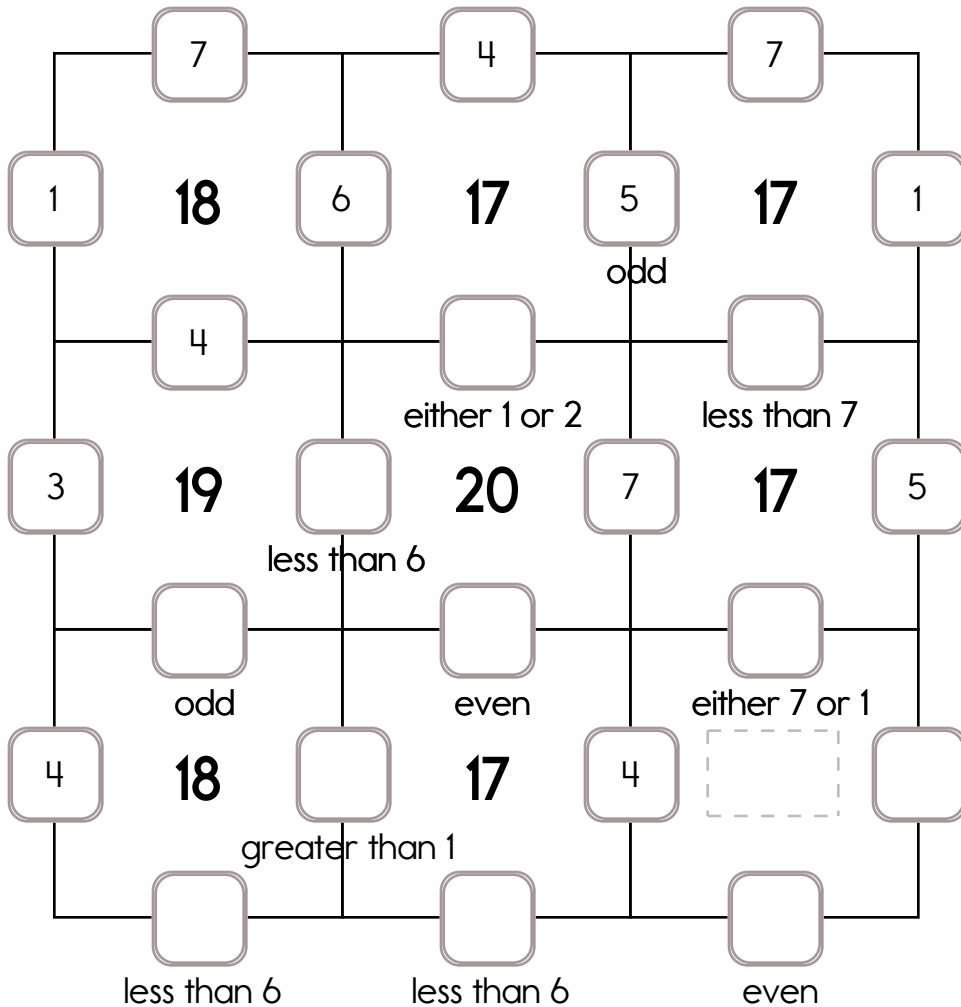 7 4 7
1 18 6 17 5 17 1
odd
4
either 1 or 2 less than 7
3 19 20 7 17 5
less than 6
odd even either 7 or 1
4 18 17 4
greater than 1
less than 6 less than 6 even